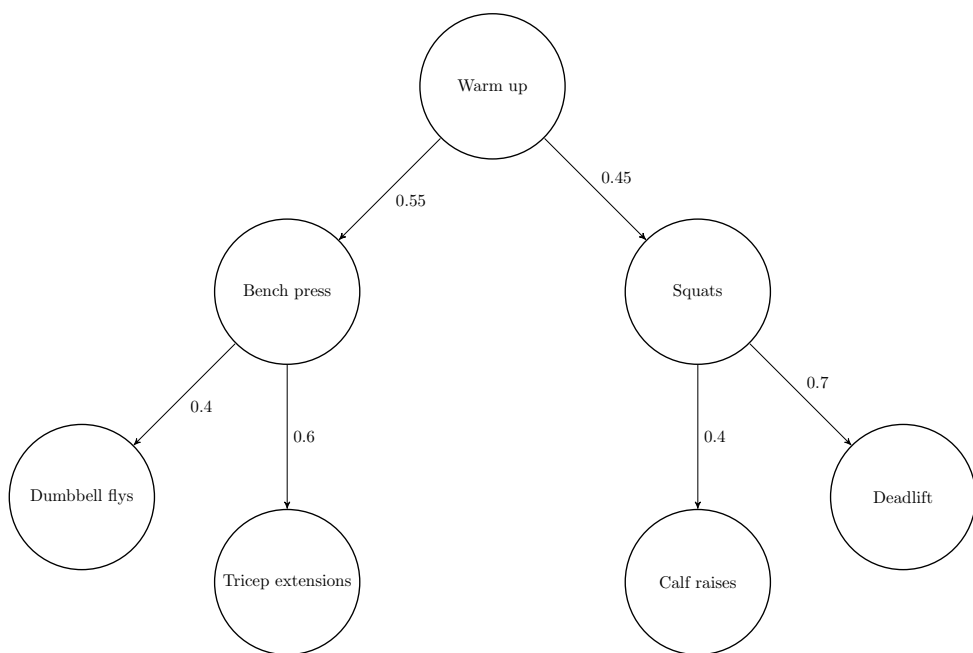 Warm up
0.55
0.45
Bench press
Squats
0.4
0.6
0.4
0.7
Dumbbell flys
Tricep extensions
Calf raises
Deadlift